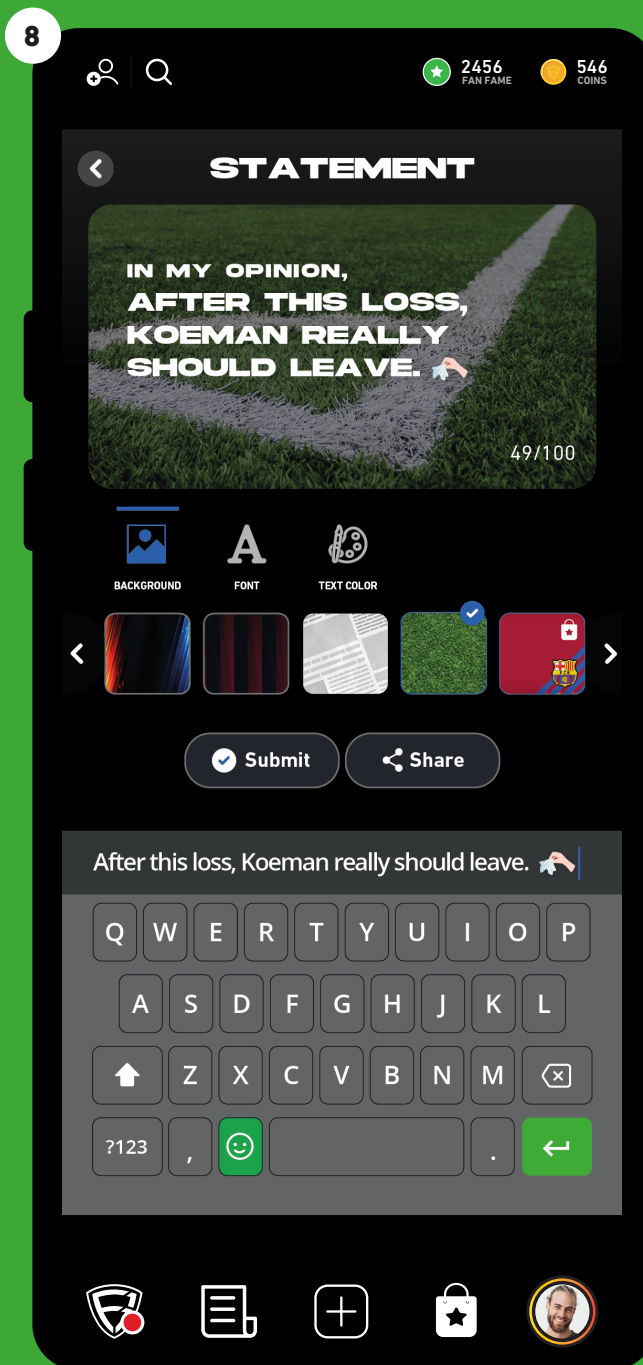 8
2456
FAN FAME
546
COINS
STATEMENT
IN MY OPINION,
AFTER THIS LOSS,
KOEMAN REALLY
SHOULD LEAVE.
49/100
BACKGROUND
FONT
TEXT COLOR
Submit
Share
After this loss, Koeman really should leave.
Q W E R T Y U I O P
A S D F G H J K L
Z X C V B N M
?123 , .